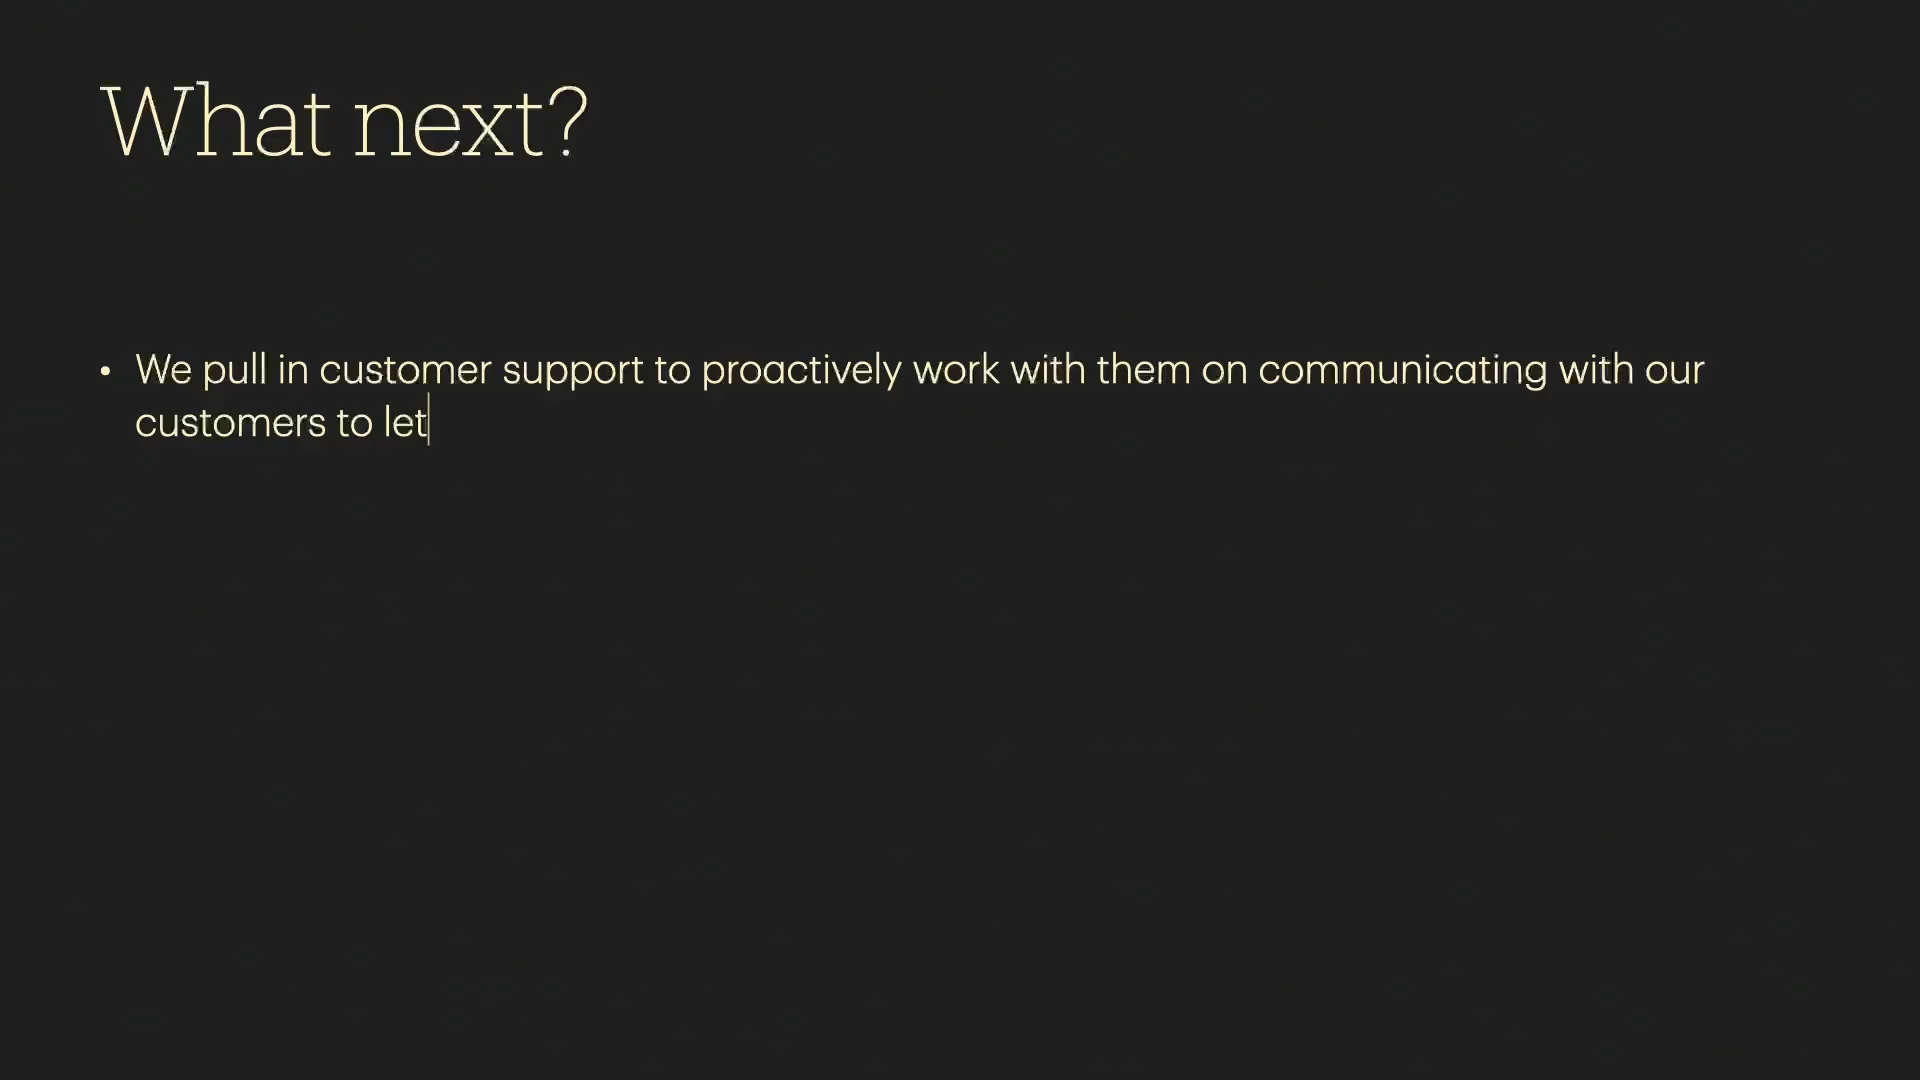 What next?
• We pull in customer support to proactively work with them on communicating with our
customers to let